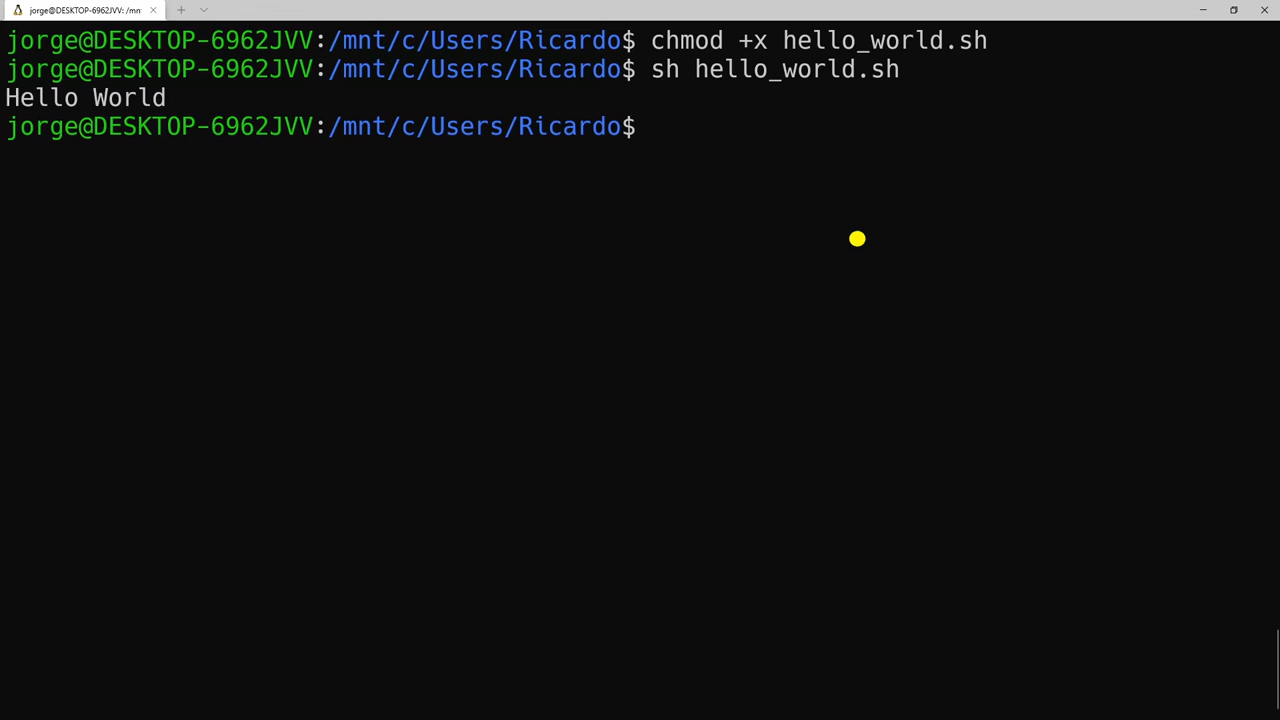 jorge@DESKTOP-6962JVV: /mn
jorge@DESKTOP-6962JVV:/mnt/c/Users/Ricardo$ chmod +x hello_world.sh
jorge@DESKTOP-6962JVV:/mnt/c/Users/Ricardo$ sh hello_world.sh
Hello World
jorge@DESKTOP-6962JVV:/mnt/c/Users/Ricardo$